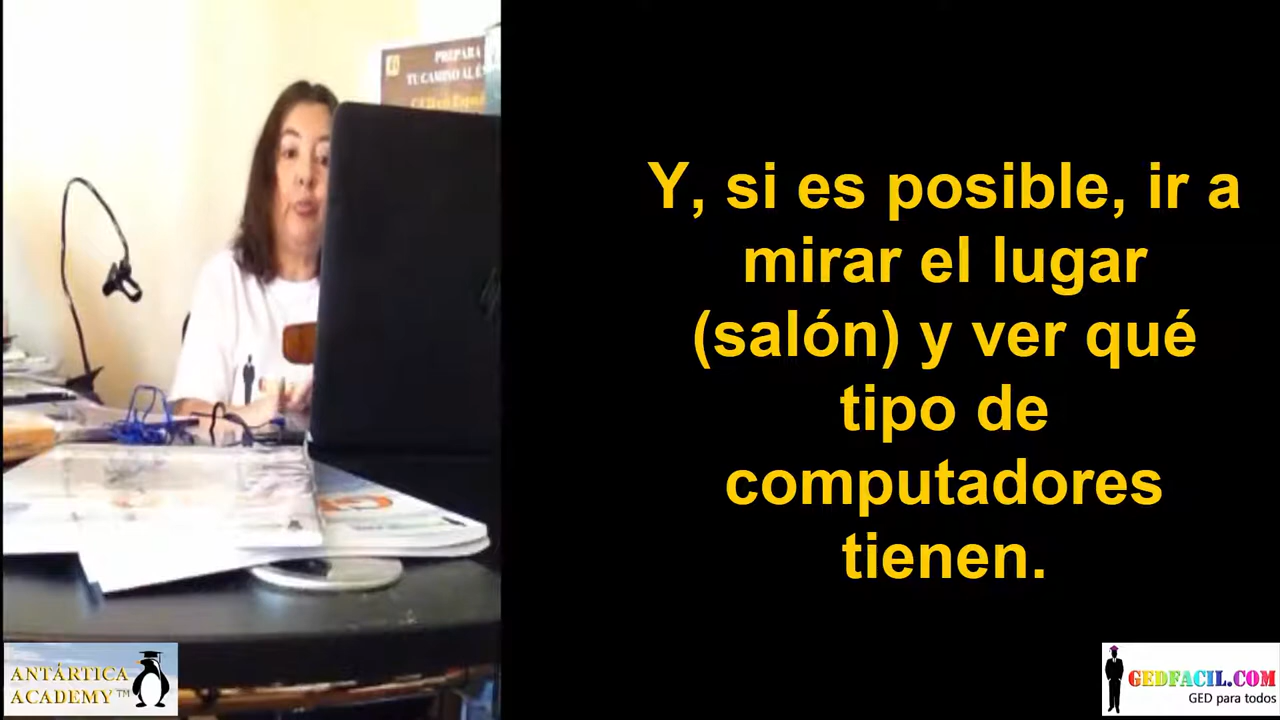 PREPARA
TU CAMINO AL
Y, si es posible, ir a
mirar el lugar
(salón) y ver qué
tipo de
computadores
tienen.
ANTÁRTICA
ACADEMY™
GEDFACIL.COM
GED para todos